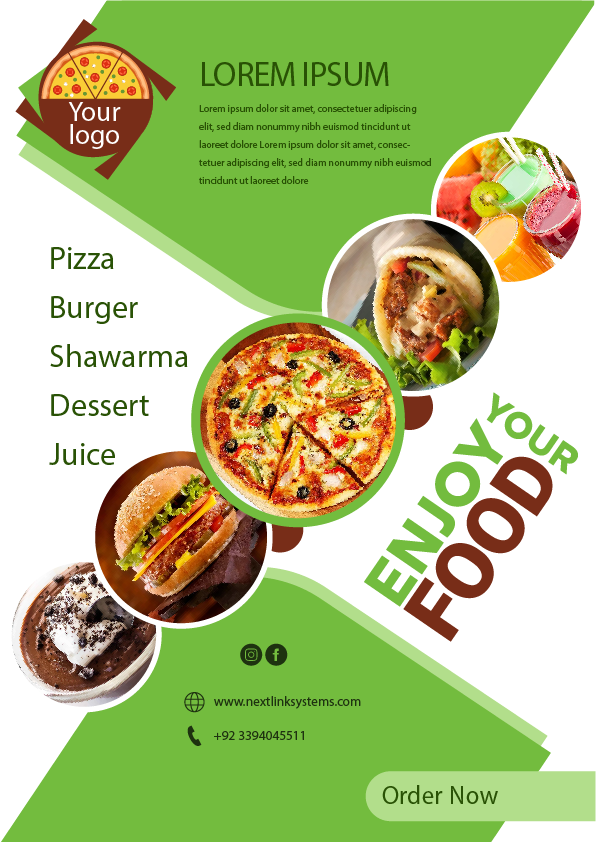 Your
logo
LOREM IPSUM
Lorem ipsum dolor sit amet, consectetuer adipiscing
elit, sed diam nonummy nibh euismod tincidunt ut
laoreet dolore Lorem ipsum dolor sit amet, consec-
tetuer adipiscing elit, sed diam nonummy nibh euismod
tincidunt ut laoreet dolore
Pizza
Burger
Shawarma
Dessert
Juice
ENJOY YOUR
FOOD
www.nextlinksystems.com
+92 3394045511
Order Now